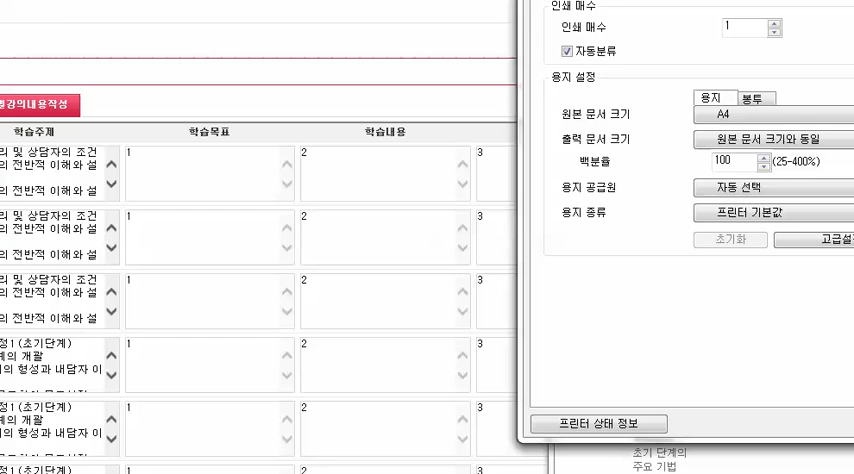 인쇄 매수
인쇄 매수
1
자동분류
용지 설정
용지
봉투
원본 문서 크기
A4
출력 문서 크기
원본 문서 크기와 동일
백분율
100
(25-400%)
용지 공급원
자동 선택
용지 종류
프린터 기본값
초기화
고급설
프린터 상태 정보
초기 단계의
주요 기법
별강의내용작성
학습주제
학습목표
학습내용
리 및 상담자의 조건
의 전반적 이해와 설
의 전반적 이해와 설
1
2
3
리 및 상담자의 조건
의 전반적 이해와 설
의 전반적 이해와 설
1
2
3
리 및 상담자의 조건
의 전반적 이해와 설
의 전반적 이해와 설
1
2
3
정1(초기단계)
계의 개괄
의 형성과 내담자 이
1
2
3
정1(초기단계)
계의 개괄
의 형성과 내담자 이
1
2
3
정1(초기단계)
1
2
3